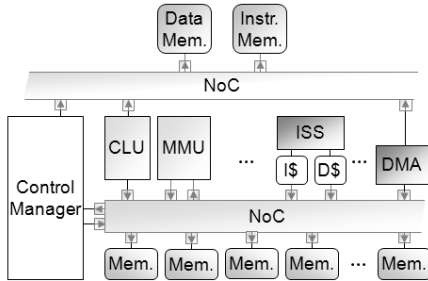 Data
Mem.
Instr.
Mem.
NoC
CLU
MMU
...
ISS
I$
D$
...
DMA
Control
Manager
NoC
Mem.
Mem.
Mem.
Mem.
...
Mem.